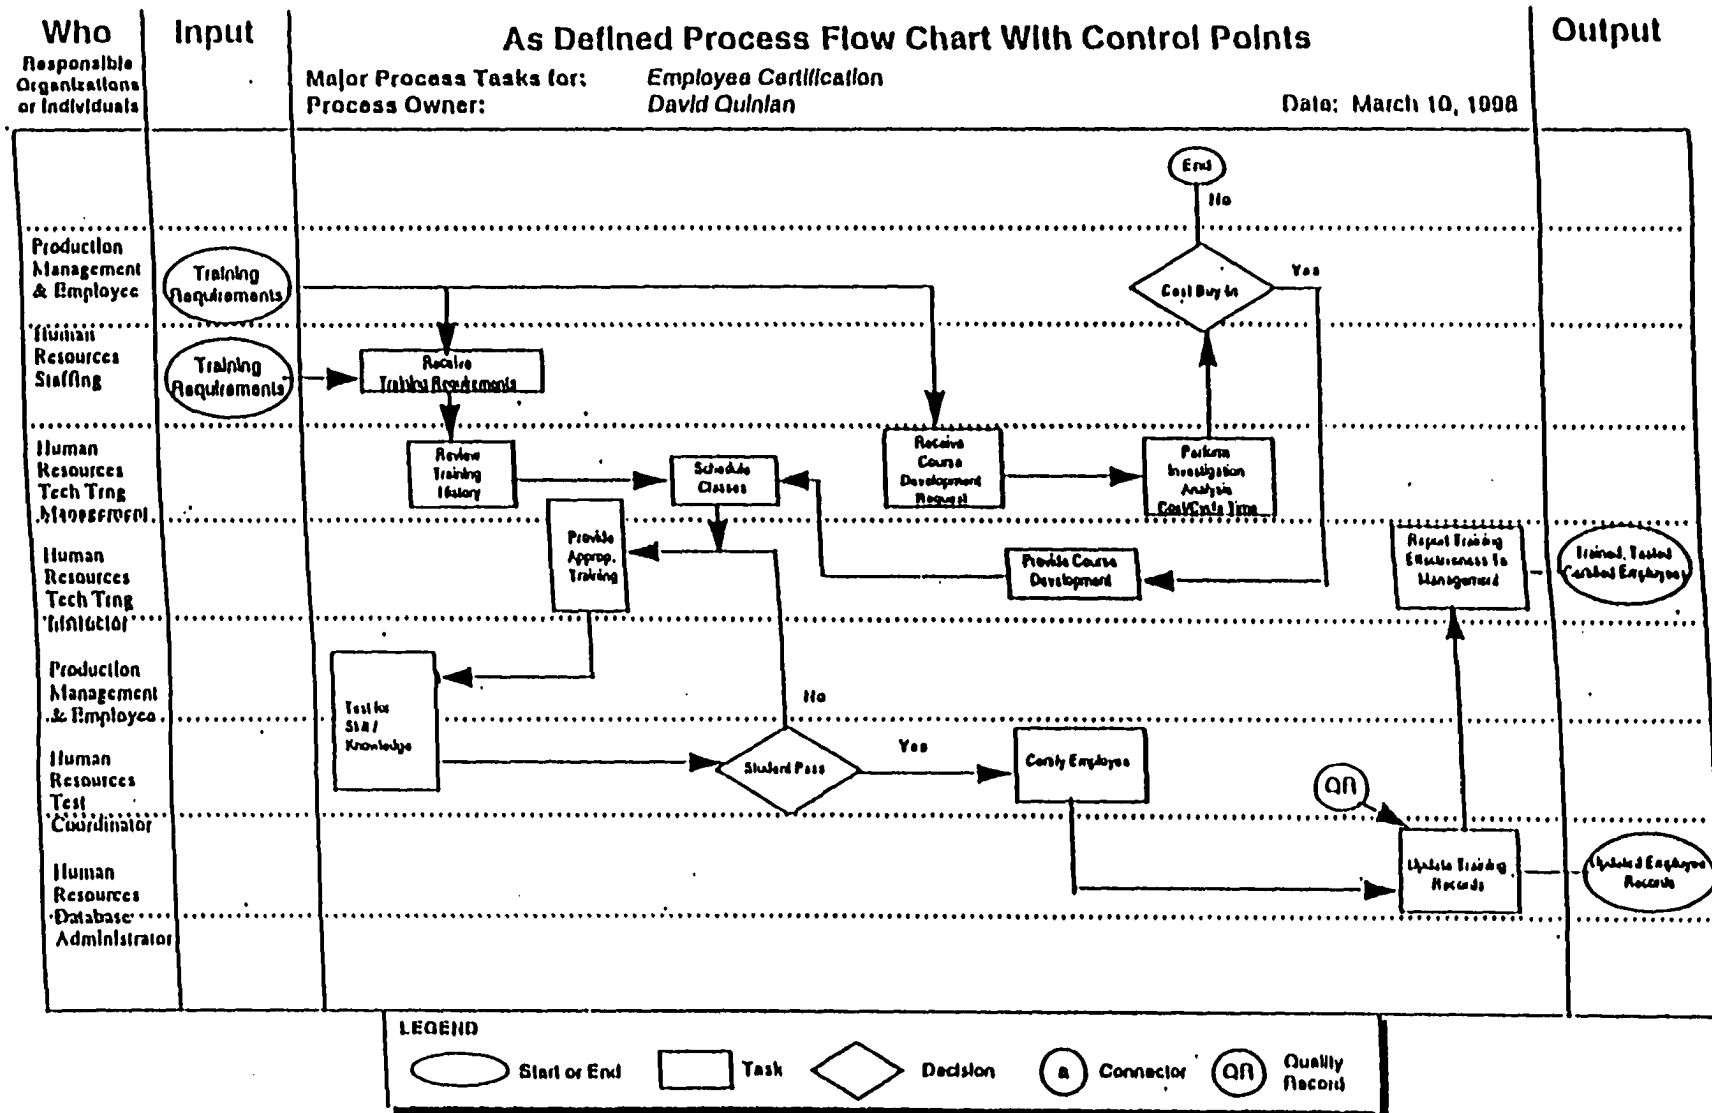 Who
Responsible
Organizations
or Individuals
Input
As Defined Process Flow Chart With Control Points
Major Process Tasks for: Employee Certification
Process Owner: David Quinlan
Date: March 10, 1998
Output
End
No
Production
Management
& Employee
Training
Requirements
Cost Buy In
Yes
Human
Resources
Staffing
Training
Requirements
Receive
Training Requirements
Human
Resources
Tech Trng
Management
Review
Training
History
Schedule
Classes
Receive
Course
Development
Request
Perform
Investigation
Analysis
Cost/Cycle Time
Human
Resources
Tech Trng
Instructor
Provide
Approp.
Training
Provide Course
Development
Report Training
Effectiveness To
Management
Trained, Tested
Certified Employees
Production
Management
& Employee
Test for
Skill /
Knowledge
No
Human
Resources
Test
Coordinator
Student Pass
Yes
Certify Employee
QR
Human
Resources
Database
Administrator
Update Training
Records
Updated Employee
Records
LEGEND
Start or End
Task
Decision
a
Connector
QR
Quality
Record